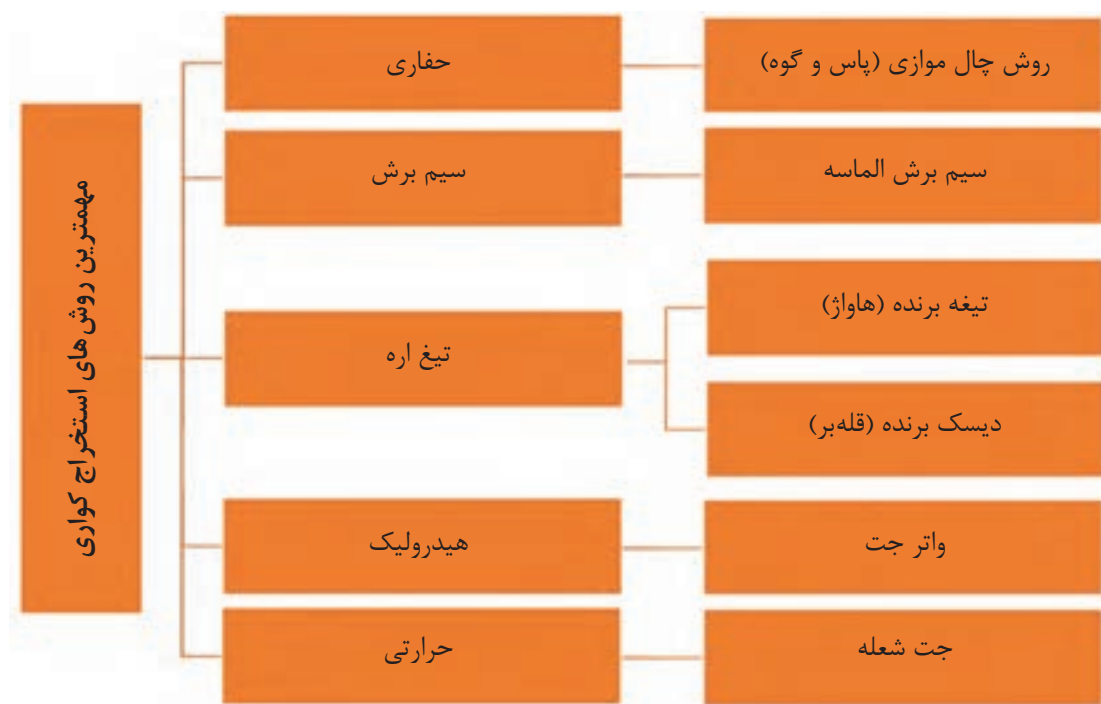 مهمترین روش‌های استخراج کواری
حفاری
روش چال موازی (پاس و گوه)
سیم برش
سیم برش الماسه
تیغ اره
تیغه برنده (هاواژ)
دیسک برنده (قله‌بر)
هیدرولیک
واتر جت
حرارتی
جت شعله